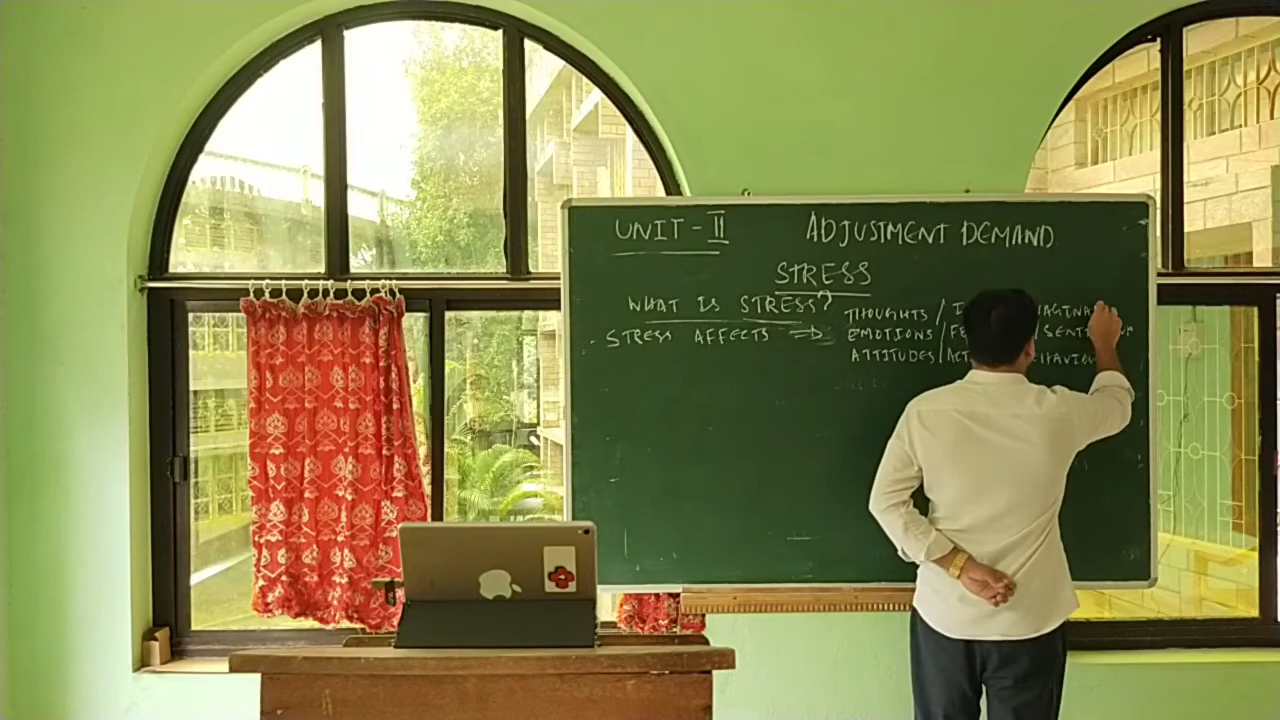 UNIT - II ADJUSTMENT DEMAND
STRESS
WHAT IS STRESS?
THOUGHTS /
STRESS AFFECTS ⇒ EMOTIONS /
ATTITUDES /